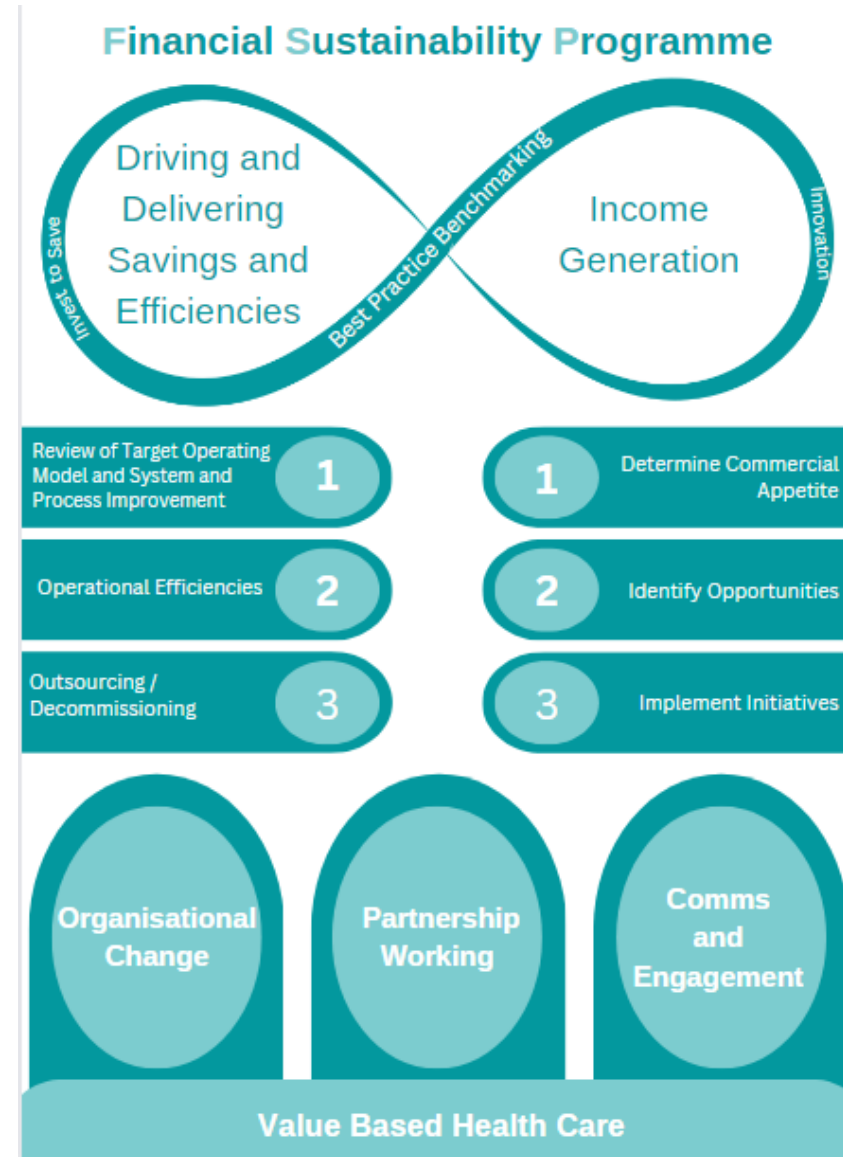 Financial Sustainability Programme
Driving and
Delivering
Savings and
Efficiencies
Invest to Save
Best Practice Benchmarking
Income
Generation
Innovation
Review of Target Operating
Model and System and
Process Improvement
1
Operational Efficiencies
2
Outsourcing /
Decommissioning
3
1
Determine Commercial
Appetite
2
Identify Opportunities
3
Implement Initiatives
Organisational
Change
Partnership
Working
Comms
and
Engagement
Value Based Health Care